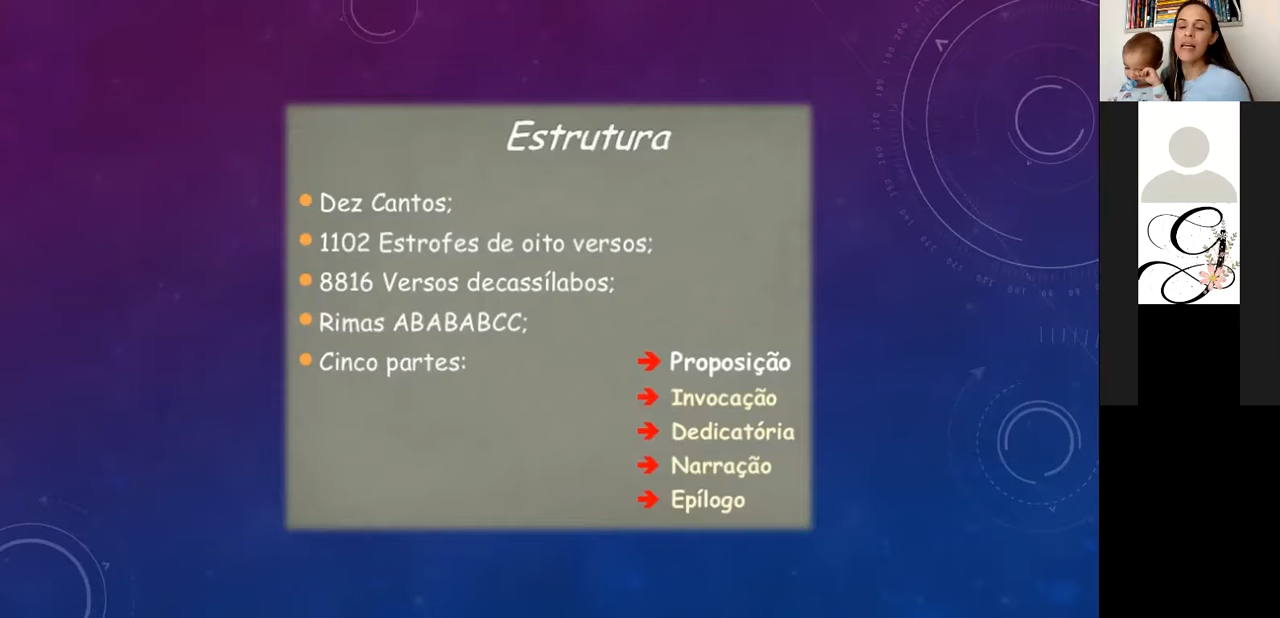 Estrutura
Dez Cantos;
1102 Estrofes de oito versos;
8816 Versos decassílabos;
Rimas ABABABCC;
Cinco partes:
➔ Proposição
➔ Invocação
➔ Dedicatória
➔ Narração
➔ Epílogo